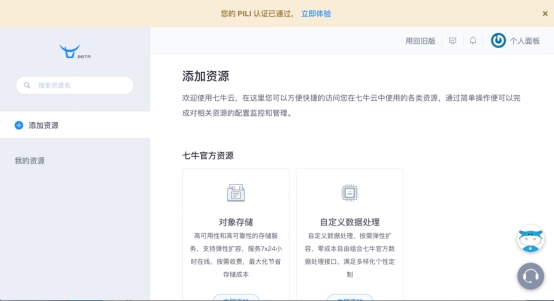 您的 PILI 认证已通过， 立即体验
BETA
用回旧版
个人面板
搜索资源名
添加资源
我的资源
添加资源
欢迎使用七牛云，在这里您可以方便快捷的访问您在七牛云中使用的各类资源，通过简单操作便可以完
成对相关资源的配置监控和管理。
七牛官方资源
对象存储
高可用性和高可靠性的存储服
务，支持弹性扩容，服务7x24小
时在线，按需收费，最大化节省
存储成本
自定义数据处理
自定义数据处理，按需弹性扩
容，零成本自由组合七牛官方数
据处理接口，满足多样化个性定
制